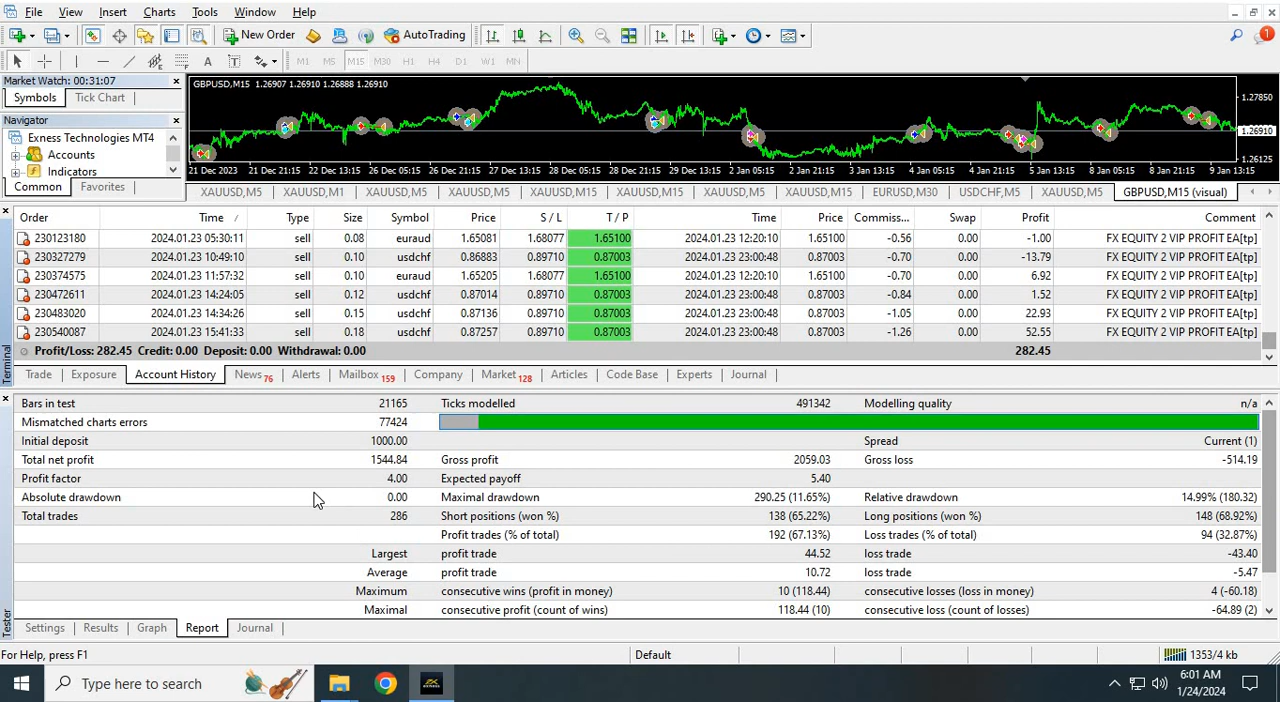 File View Insert Charts Tools Window Help
New Order AutoTrading
M1 M5 M15 M30 H1 H4 D1 W1 MN
Market Watch: 00:31:07
Symbols Tick Chart
Navigator
Exness Technologies MT4
Accounts
Indicators
Common Favorites
GBPUSD,M15 1.26907 1.26910 1.26888 1.26910
1.27850
1.26910
1.26125
21 Dec 2023 21 Dec 21:15 22 Dec 13:15 26 Dec 05:15 26 Dec 21:15 27 Dec 13:15 28 Dec 05:15 28 Dec 21:15 29 Dec 13:15 2 Jan 05:15 2 Jan 21:15 3 Jan 13:15 4 Jan 05:15 4 Jan 21:15 5 Jan 13:15 8 Jan 05:15 8 Jan 21:15 9 Jan 13:15
XAUUSD,M5 XAUUSD,M1 XAUUSD,M5 XAUUSD,M5 XAUUSD,M15 XAUUSD,M15 XAUUSD,M5 XAUUSD,M15 EURUSD,M30 USDCHF,M5 XAUUSD,M5 GBPUSD,M15 (visual)
Order Time / Type Size Symbol Price S / L T / P Time Price Commiss... Swap Profit Comment
230123180 2024.01.23 05:30:11 sell 0.08 euraud 1.65081 1.68077 1.65100 2024.01.23 12:20:10 1.65100 -0.56 0.00 -1.00 FX EQUITY 2 VIP PROFIT EA[tp]
230327279 2024.01.23 10:49:10 sell 0.10 usdchf 0.86883 0.89710 0.87003 2024.01.23 23:00:48 0.87003 -0.70 0.00 -13.79 FX EQUITY 2 VIP PROFIT EA[tp]
230374575 2024.01.23 11:57:32 sell 0.10 euraud 1.65205 1.68077 1.65100 2024.01.23 12:20:10 1.65100 -0.70 0.00 6.92 FX EQUITY 2 VIP PROFIT EA[tp]
230472611 2024.01.23 14:24:05 sell 0.12 usdchf 0.87014 0.89710 0.87003 2024.01.23 23:00:48 0.87003 -0.84 0.00 1.52 FX EQUITY 2 VIP PROFIT EA[tp]
230483020 2024.01.23 14:34:26 sell 0.15 usdchf 0.87136 0.89710 0.87003 2024.01.23 23:00:48 0.87003 -1.05 0.00 22.93 FX EQUITY 2 VIP PROFIT EA[tp]
230540087 2024.01.23 15:41:33 sell 0.18 usdchf 0.87257 0.89710 0.87003 2024.01.23 23:00:48 0.87003 -1.26 0.00 52.55 FX EQUITY 2 VIP PROFIT EA[tp]
Profit/Loss: 282.45 Credit: 0.00 Deposit: 0.00 Withdrawal: 0.00 282.45
Terminal
Trade Exposure Account History News 76 Alerts Mailbox 159 Company Market 128 Articles Code Base Experts Journal
Bars in test 21165 Ticks modelled 491342 Modelling quality n/a
Mismatched charts errors 77424
Initial deposit 1000.00 Spread Current (1)
Total net profit 1544.84 Gross profit 2059.03 Gross loss -514.19
Profit factor 4.00 Expected payoff 5.40
Absolute drawdown 0.00 Maximal drawdown 290.25 (11.65%) Relative drawdown 14.99% (180.32)
Total trades 286 Short positions (won %) 138 (65.22%) Long positions (won %) 148 (68.92%)
Profit trades (% of total) 192 (67.13%) Loss trades (% of total) 94 (32.87%)
Largest profit trade 44.52 loss trade -43.40
Average profit trade 10.72 loss trade -5.47
Maximum consecutive wins (profit in money) 10 (118.44) consecutive losses (loss in money) 4 (-60.18)
Maximal consecutive profit (count of wins) 118.44 (10) consecutive loss (count of losses) -64.89 (2)
Tester
Settings Results Graph Report Journal
For Help, press F1 Default 1353/4 kb
Type here to search
6:01 AM
1/24/2024